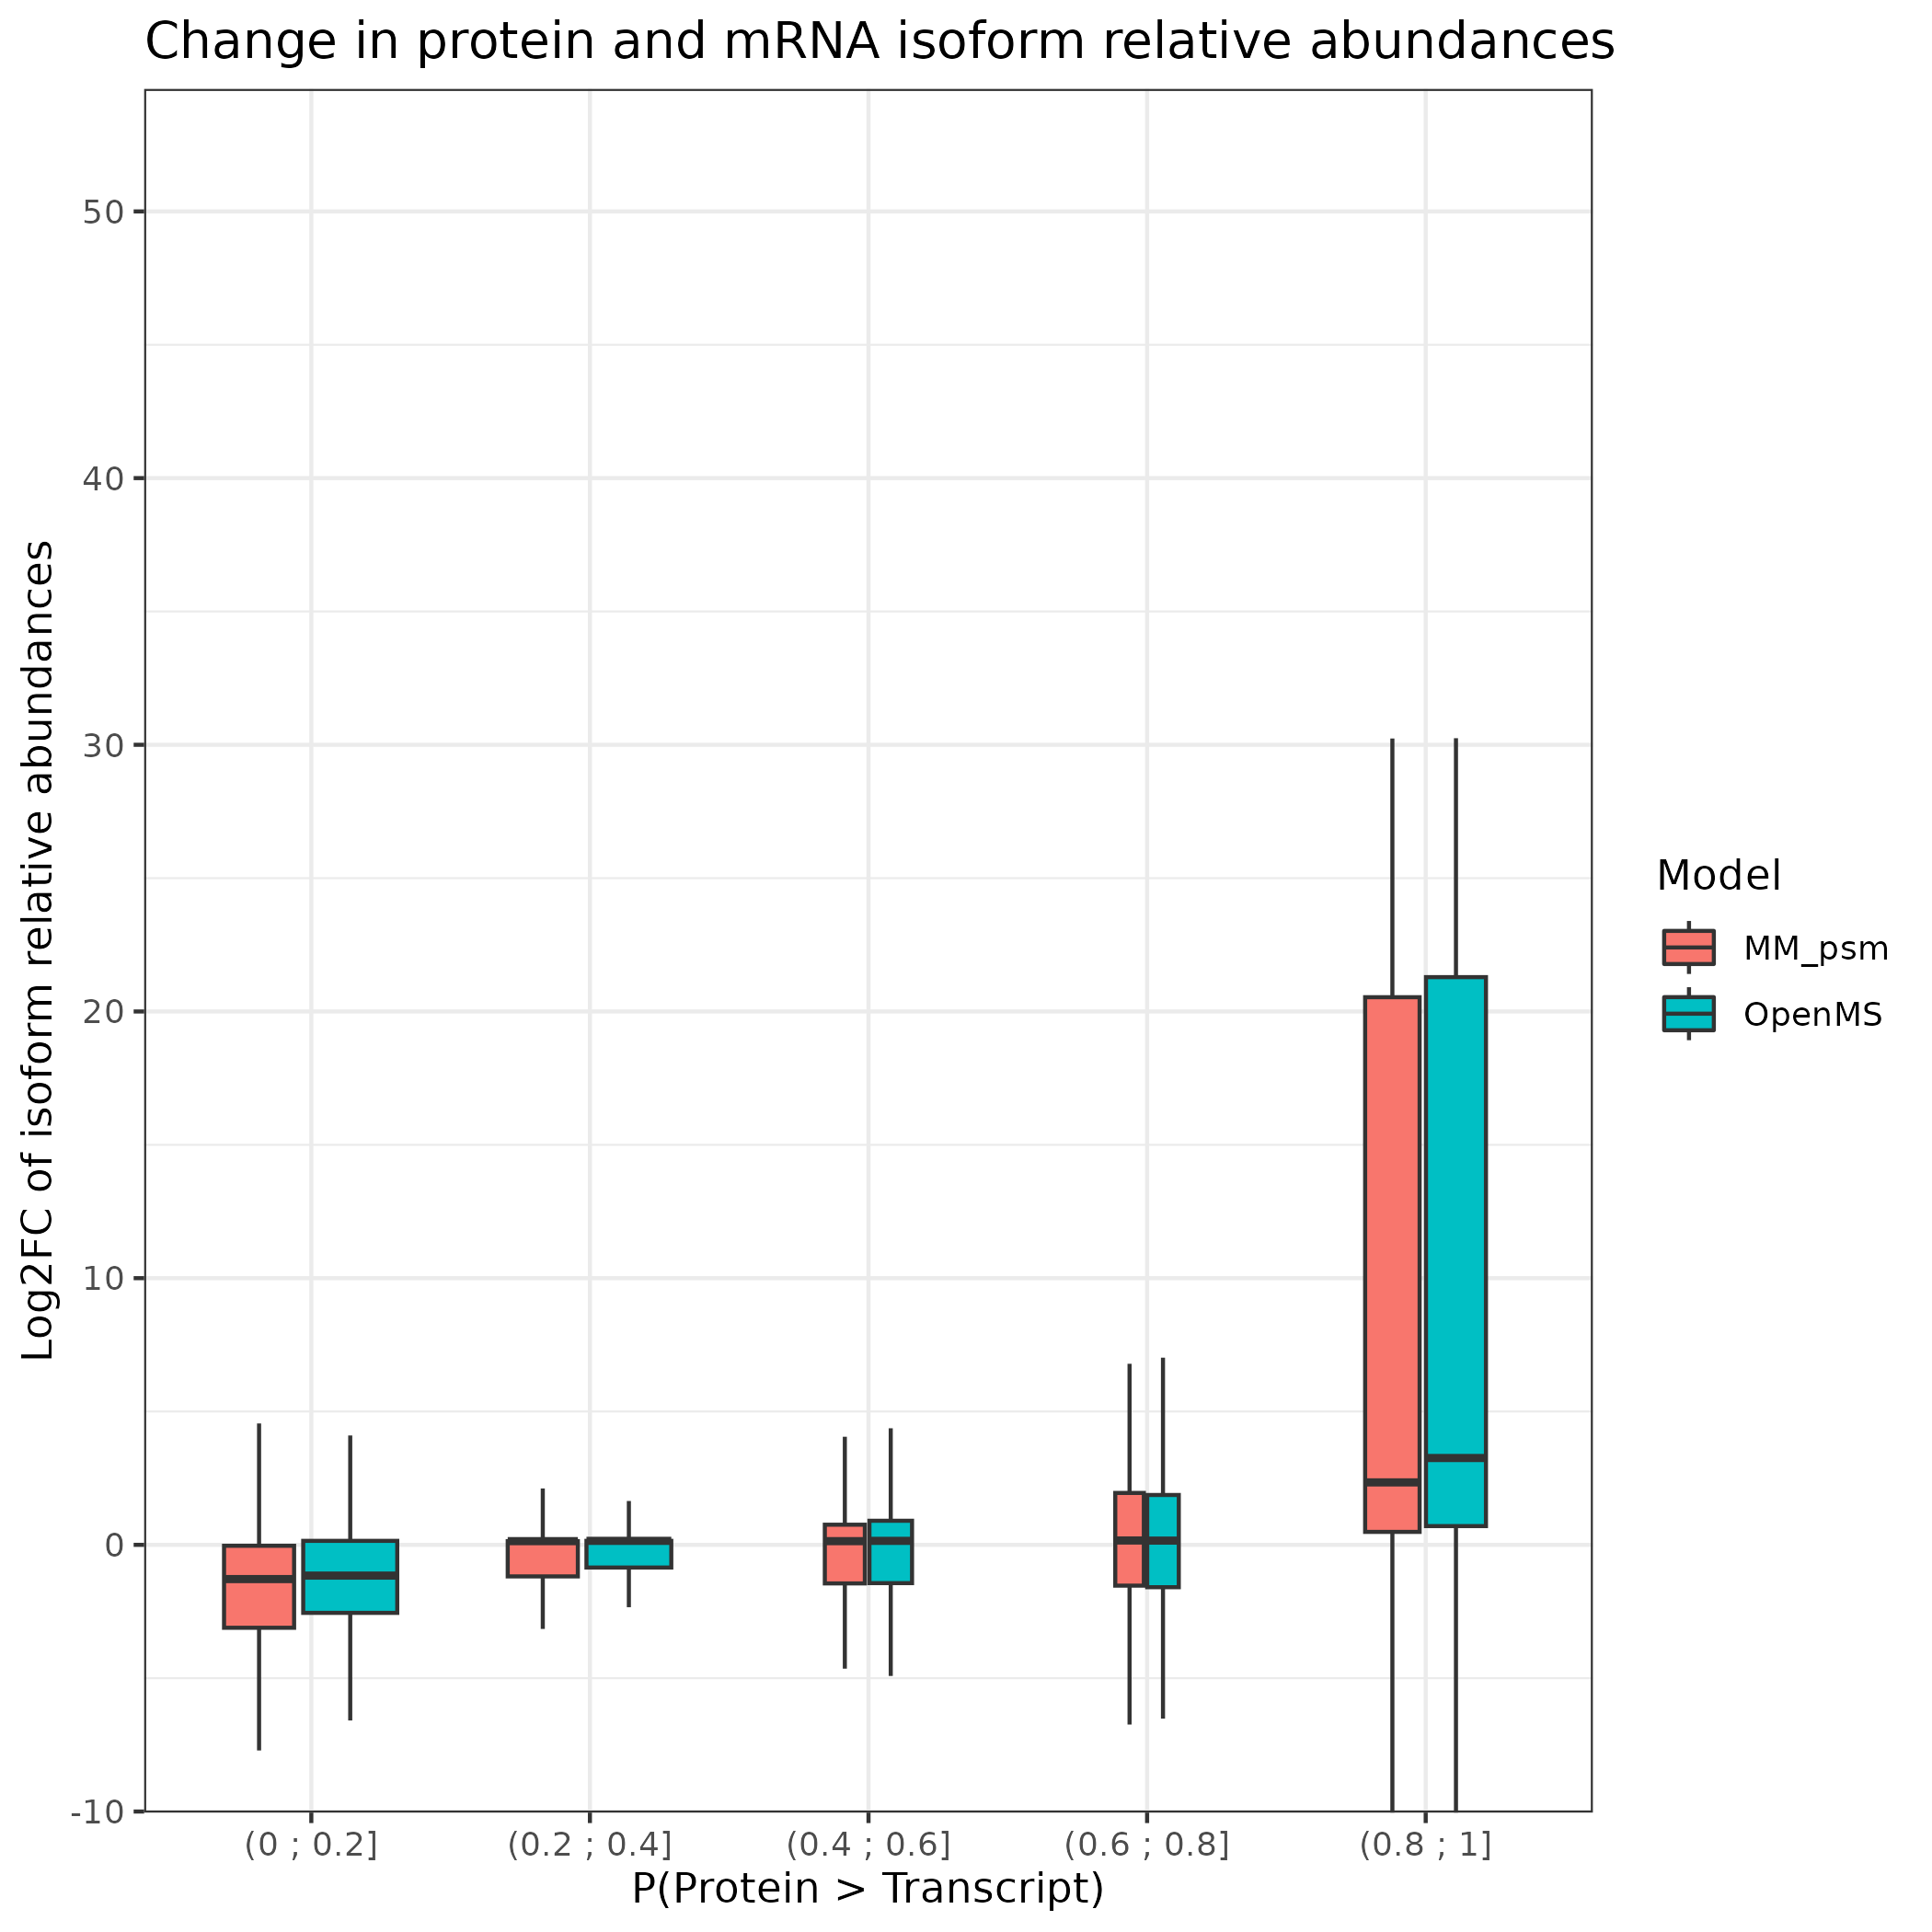 Change in protein and mRNA isoform relative abundances
Log2FC of isoform relative abundances
50
40
30
20
10
0
-10
(0 ; 0.2]
(0.2 ; 0.4]
(0.4 ; 0.6]
(0.6 ; 0.8]
(0.8 ; 1]
P(Protein > Transcript)
Model
MM_psm
OpenMS